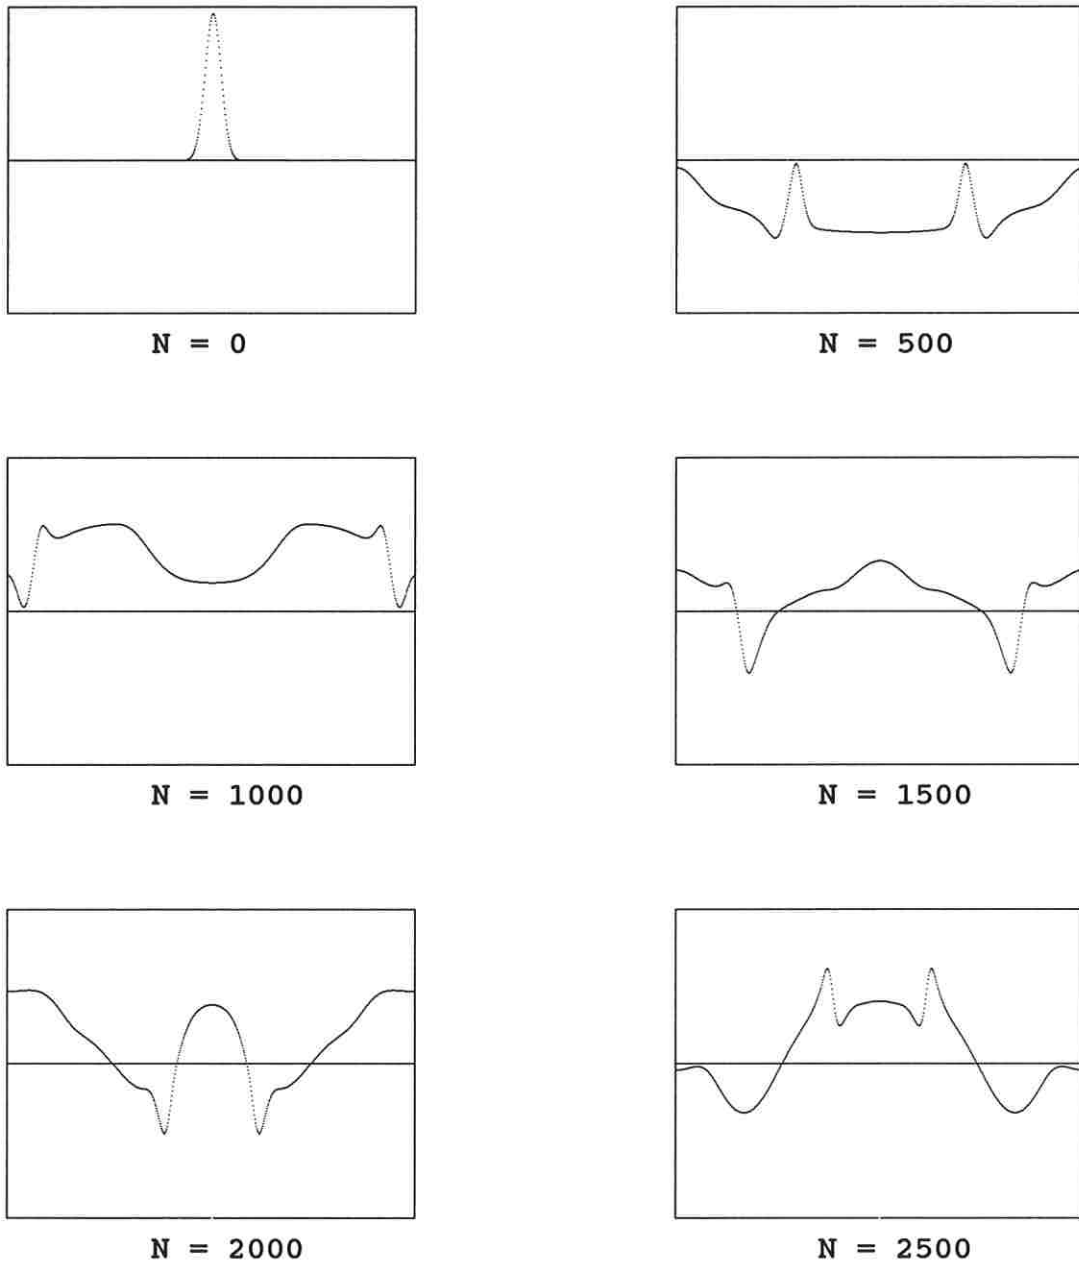 N = 0
N = 500
N = 1000
N = 1500
N = 2000
N = 2500